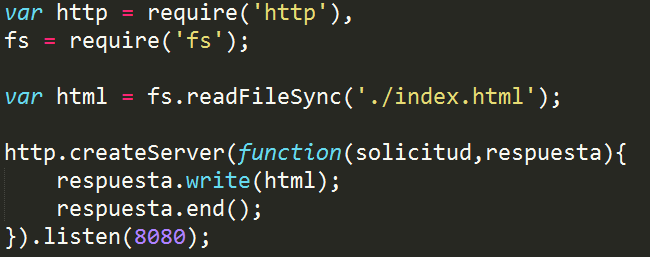 var http = require('http'),
fs = require('fs');
var html = fs.readFileSync('./index.html');
http.createServer(function(solicitud,respuesta){
respuesta.write(html);
respuesta.end();
}).listen(8080);